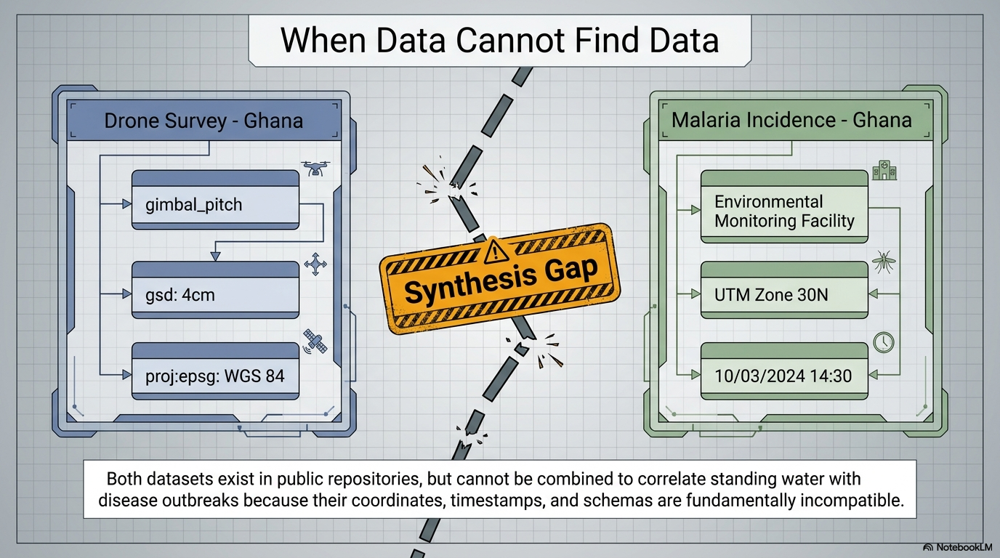 When Data Cannot Find Data
Drone Survey - Ghana
gimbal_pitch
gsd: 4cm
proj:epsg: WGS 84
Synthesis Gap
Malaria Incidence - Ghana
Environmental
Monitoring Facility
UTM Zone 30N
10/03/2024 14:30
Both datasets exist in public repositories, but cannot be combined to correlate standing water with
disease outbreaks because their coordinates, timestamps, and schemas are fundamentally incompatible.
NotebookLM